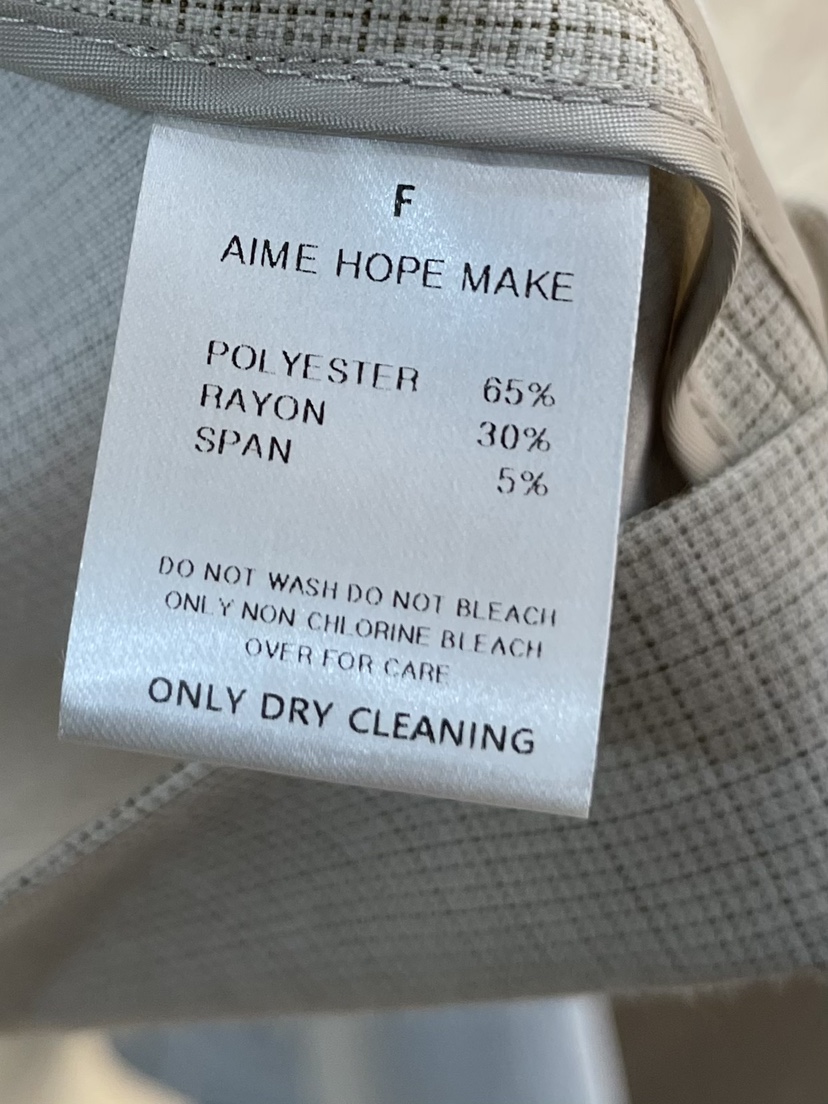 F
AIME HOPE MAKE
POLYESTER 65%
RAYON 30%
SPAN 5%
DO NOT WASH DO NOT BLEACH
ONLY NON CHLORINE BLEACH
OVER FOR CARE
ONLY DRY CLEANING